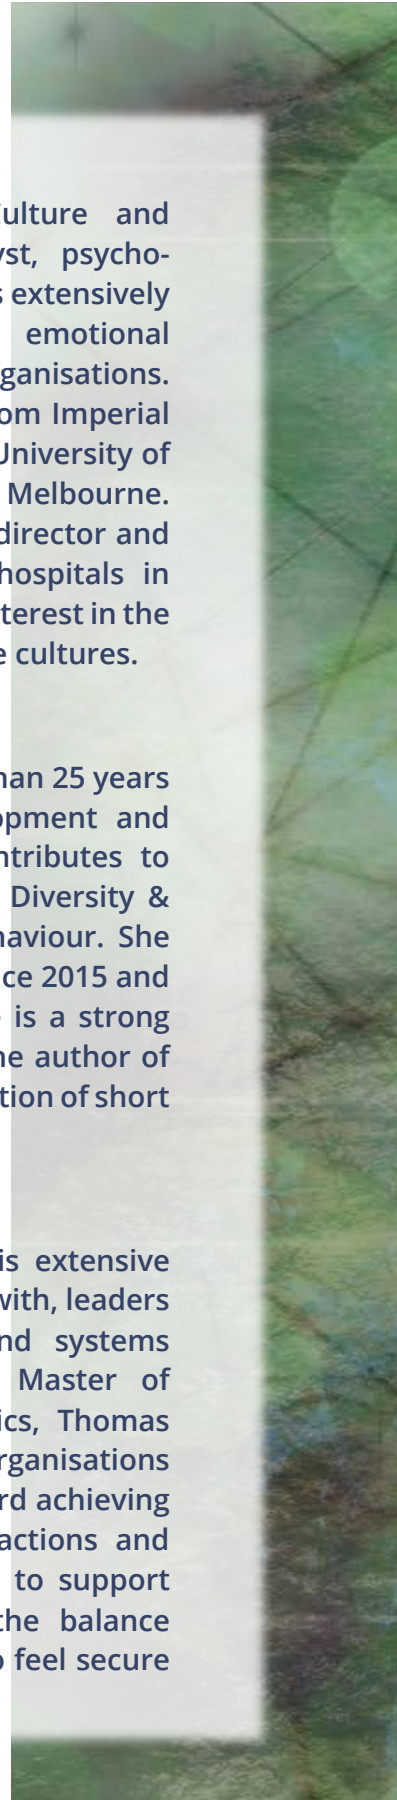 ulture and
yst, psycho-
s extensively
emotional
ganisations.
om Imperial
University of
Melbourne.
director and
hospitals in
terest in the
e cultures.
han 25 years
opment and
ntributes to
Diversity &
haviour. She
ce 2015 and
is a strong
he author of
tion of short
is extensive
with, leaders
nd systems
Master of
ics, Thomas
rganisations
rd achieving
actions and
to support
the balance
o feel secure